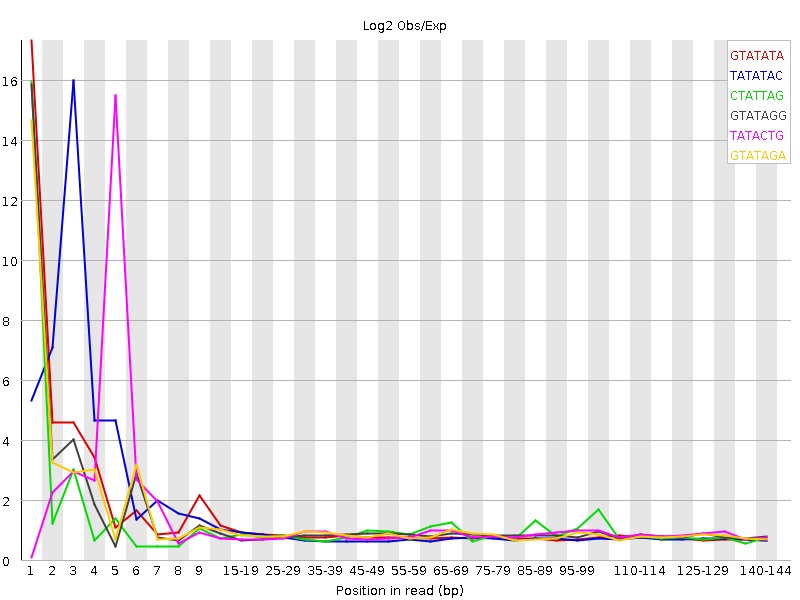 Log2 Obs/Exp
GTATATA
TATATAC
CTATTAG
GTATAGG
TATACTG
GTATAGA
16
14
12
10
8
6
4
2
0
1 2 3 4 5 6 7 8 9 15-19 25-29 35-39 45-49 55-59 65-69 75-79 85-89 95-99 110-114 125-129 140-144
Position in read (bp)